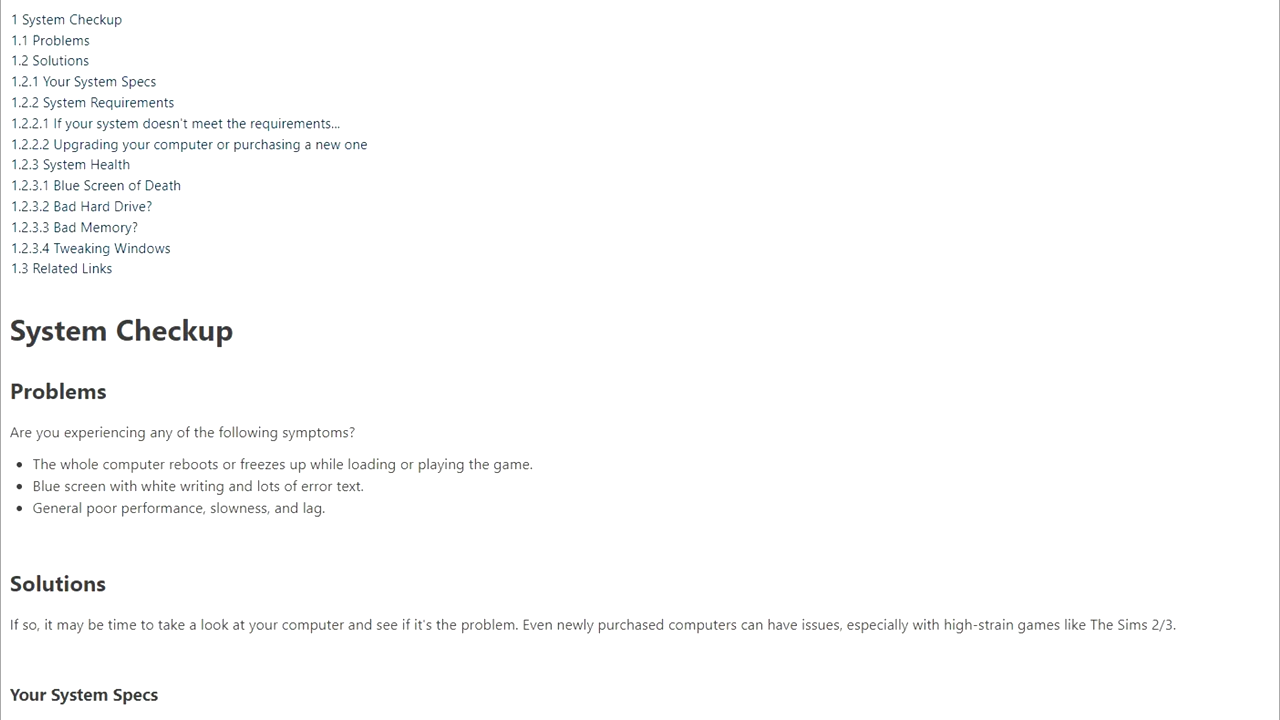 1 System Checkup
1.1 Problems
1.2 Solutions
1.2.1 Your System Specs
1.2.2 System Requirements
1.2.2.1 If your system doesn't meet the requirements...
1.2.2.2 Upgrading your computer or purchasing a new one
1.2.3 System Health
1.2.3.1 Blue Screen of Death
1.2.3.2 Bad Hard Drive?
1.2.3.3 Bad Memory?
1.2.3.4 Tweaking Windows
1.3 Related Links
System Checkup
Problems
Are you experiencing any of the following symptoms?
• The whole computer reboots or freezes up while loading or playing the game.
• Blue screen with white writing and lots of error text.
• General poor performance, slowness, and lag.
Solutions
If so, it may be time to take a look at your computer and see if it's the problem. Even newly purchased computers can have issues, especially with high-strain games like The Sims 2/3.
Your System Specs